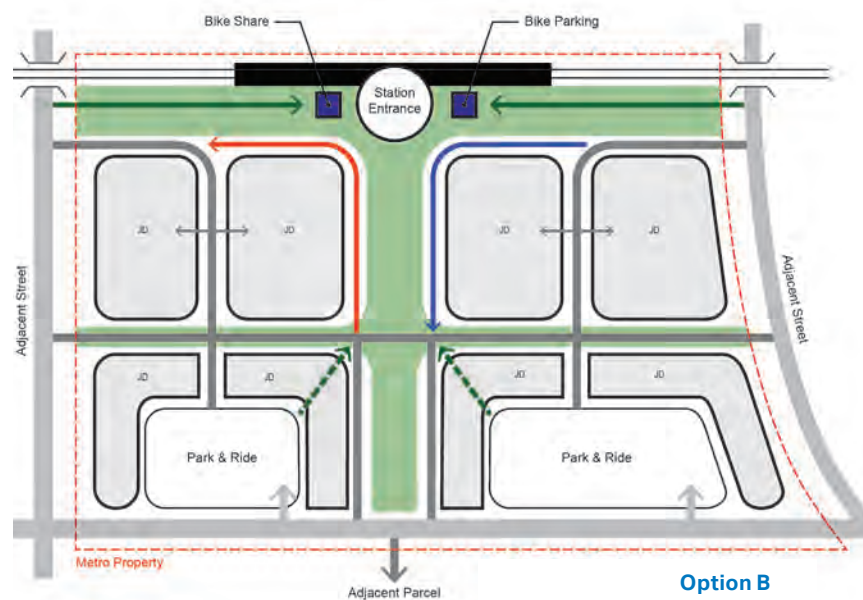 Bike Share
Bike Parking
Station
Entrance
JD
JD
JD
JD
Adjacent Street
Adjacent Street
JD
JD
JD
JD
Park & Ride
Park & Ride
Metro Property
Adjacent Parcel
Option B